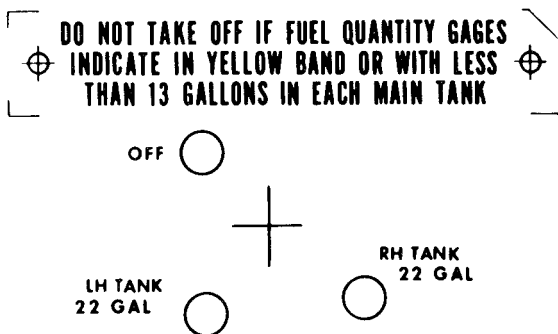 DO NOT TAKE OFF IF FUEL QUANTITY GAGES
INDICATE IN YELLOW BAND OR WITH LESS
THAN 13 GALLONS IN EACH MAIN TANK
OFF
RH TANK
22 GAL
LH TANK
22 GAL